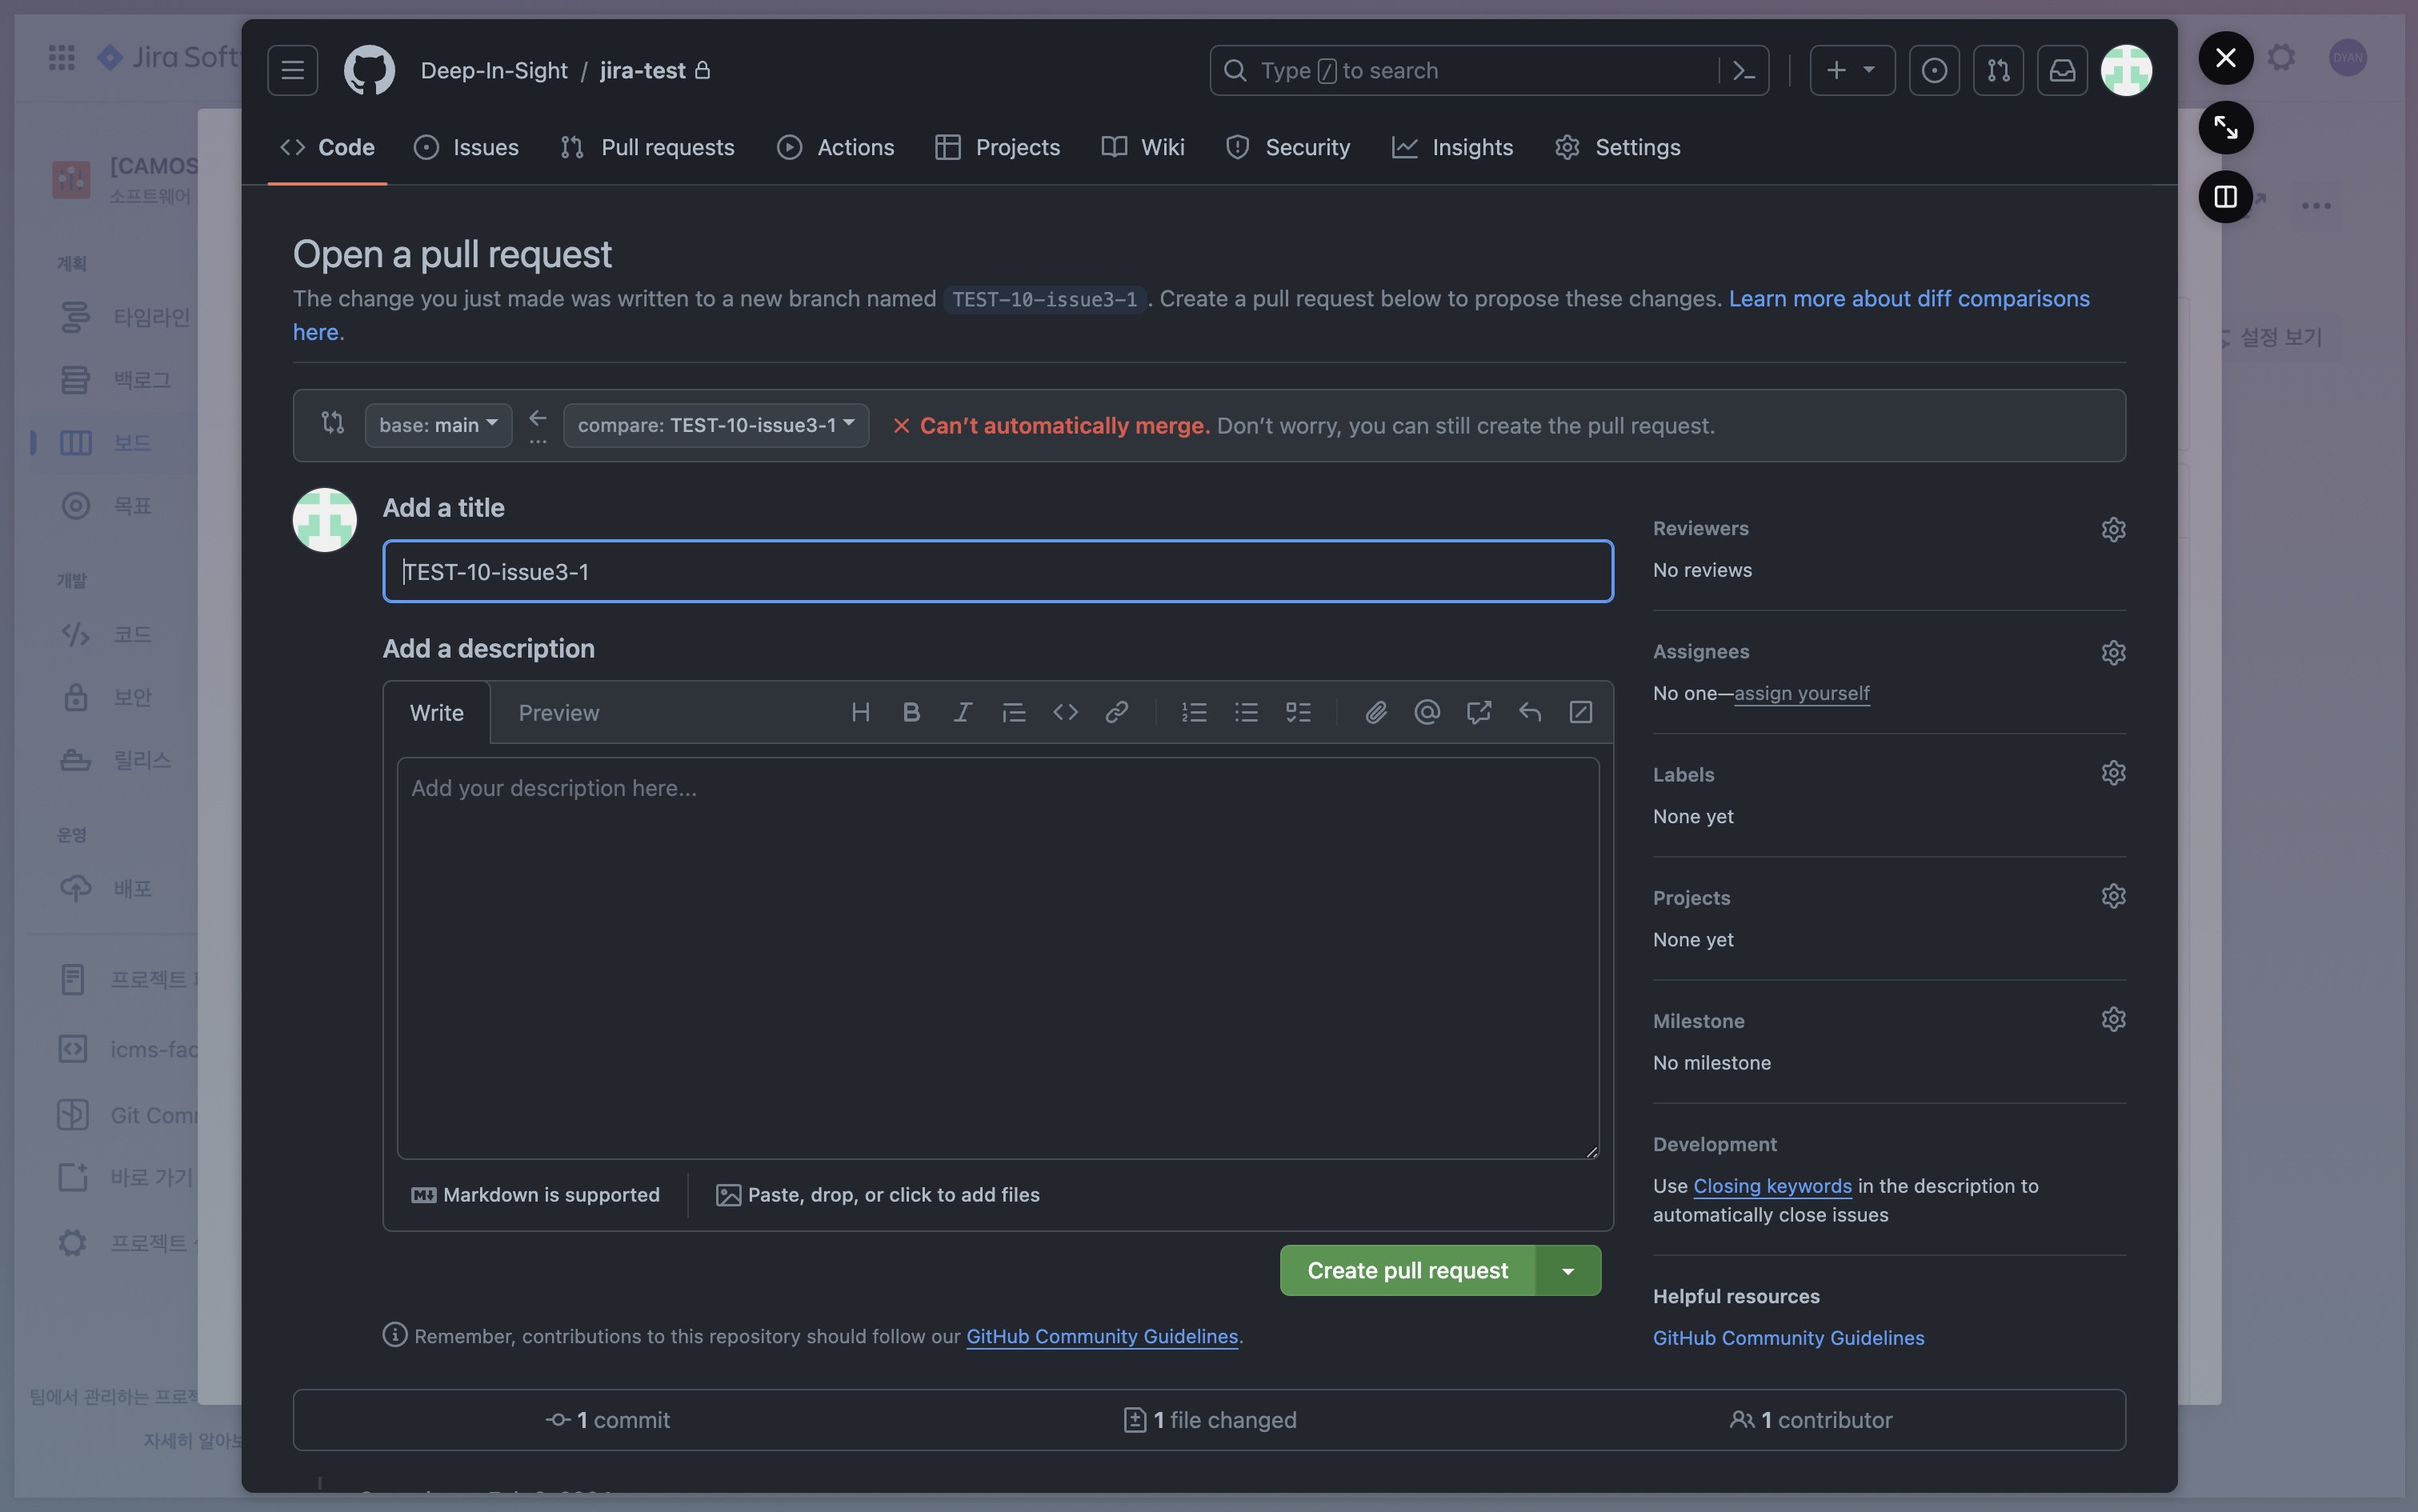 Jira Soft
DYAN
Deep-In-Sight / jira-test
Type / to search
Code
Issues
Pull requests
Actions
Projects
Wiki
Security
Insights
Settings
[CAMOS
소프트웨어
계획
타임라인
백로그
보드
목표
개발
코드
보안
릴리스
운영
배포
프로젝트
icms-fac
Git Com
바로 가기
프로젝트
팀에서 관리하는 프로젝
자세히 알아보
설정 보기
Open a pull request
The change you just made was written to a new branch named TEST-10-issue3-1 . Create a pull request below to propose these changes. Learn more about diff comparisons
here.
base: main
compare: TEST-10-issue3-1
Can’t automatically merge. Don’t worry, you can still create the pull request.
Add a title
TEST-10-issue3-1
Add a description
Write
Preview
Add your description here...
Markdown is supported
Paste, drop, or click to add files
Create pull request
Remember, contributions to this repository should follow our GitHub Community Guidelines.
Reviewers
No reviews
Assignees
No one—assign yourself
Labels
None yet
Projects
None yet
Milestone
No milestone
Development
Use Closing keywords in the description to
automatically close issues
Helpful resources
GitHub Community Guidelines
1 commit
1 file changed
1 contributor